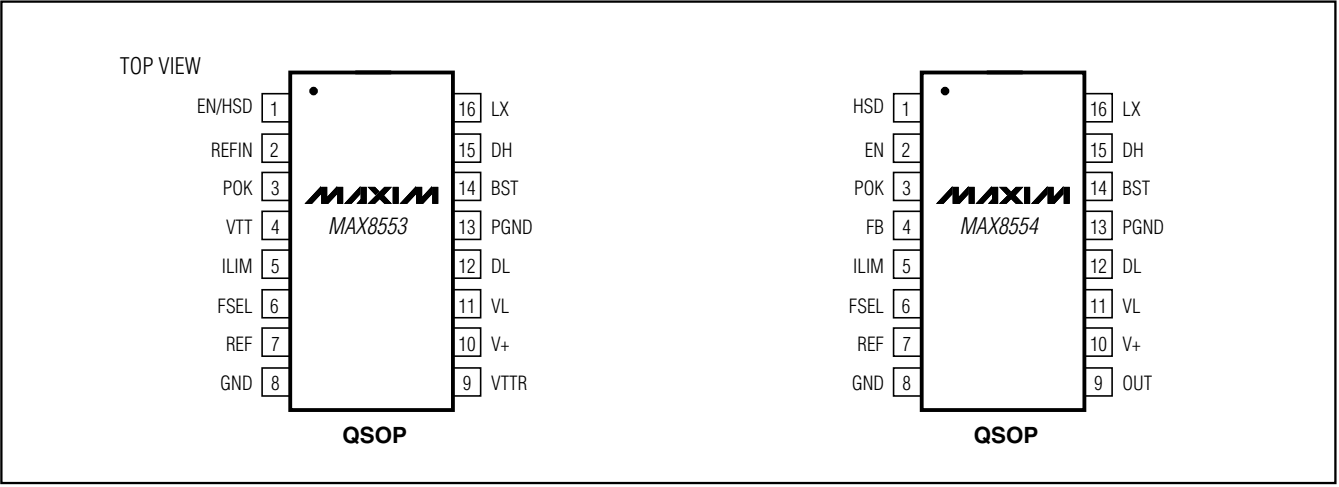 TOP VIEW
EN/HSD 1 16 LX
REFIN 2 15 DH
POK 3 14 BST
VTT 4 13 PGND
ILIM 5 12 DL
FSEL 6 11 VL
REF 7 10 V+
GND 8 9 VTTR
MAXIM
MAX8553
QSOP
HSD 1 16 LX
EN 2 15 DH
POK 3 14 BST
FB 4 13 PGND
ILIM 5 12 DL
FSEL 6 11 VL
REF 7 10 V+
GND 8 9 OUT
MAXIM
MAX8554
QSOP